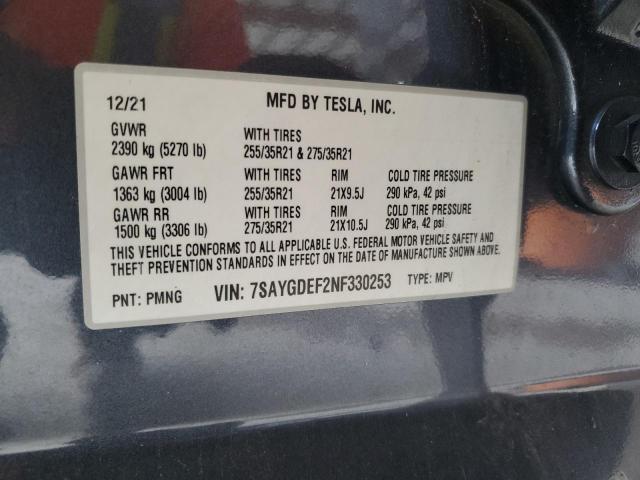 12/21 MFD BY TESLA, INC.
GVWR WITH TIRES
2390 kg (5270 lb) 255/35R21 & 275/35R21
GAWR FRT WITH TIRES RIM COLD TIRE PRESSURE
1363 kg (3004 lb) 255/35R21 21X9.5J 290 kPa, 42 psi
GAWR RR WITH TIRES RIM COLD TIRE PRESSURE
1500 kg (3306 lb) 275/35R21 21X10.5J 290 kPa, 42 psi
THIS VEHICLE CONFORMS TO ALL APPLICABLE U.S. FEDERAL MOTOR VEHICLE SAFETY AND
THEFT PREVENTION STANDARDS IN EFFECT ON THE DATE OF MANUFACTURE SHOWN ABOVE.
PNT: PMNG VIN: 7SAYGDEF2NF330253 TYPE: MPV